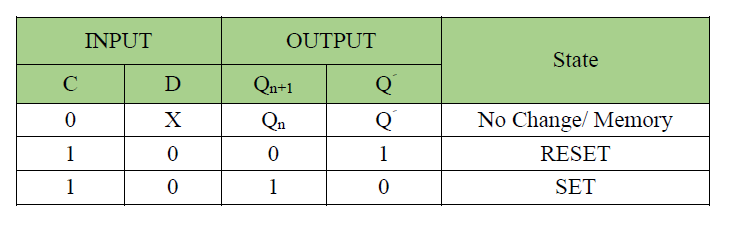 INPUT OUTPUT State
C D Qn+1 Q´
0 X Qn Q´ No Change/ Memory
1 0 0 1 RESET
1 0 1 0 SET